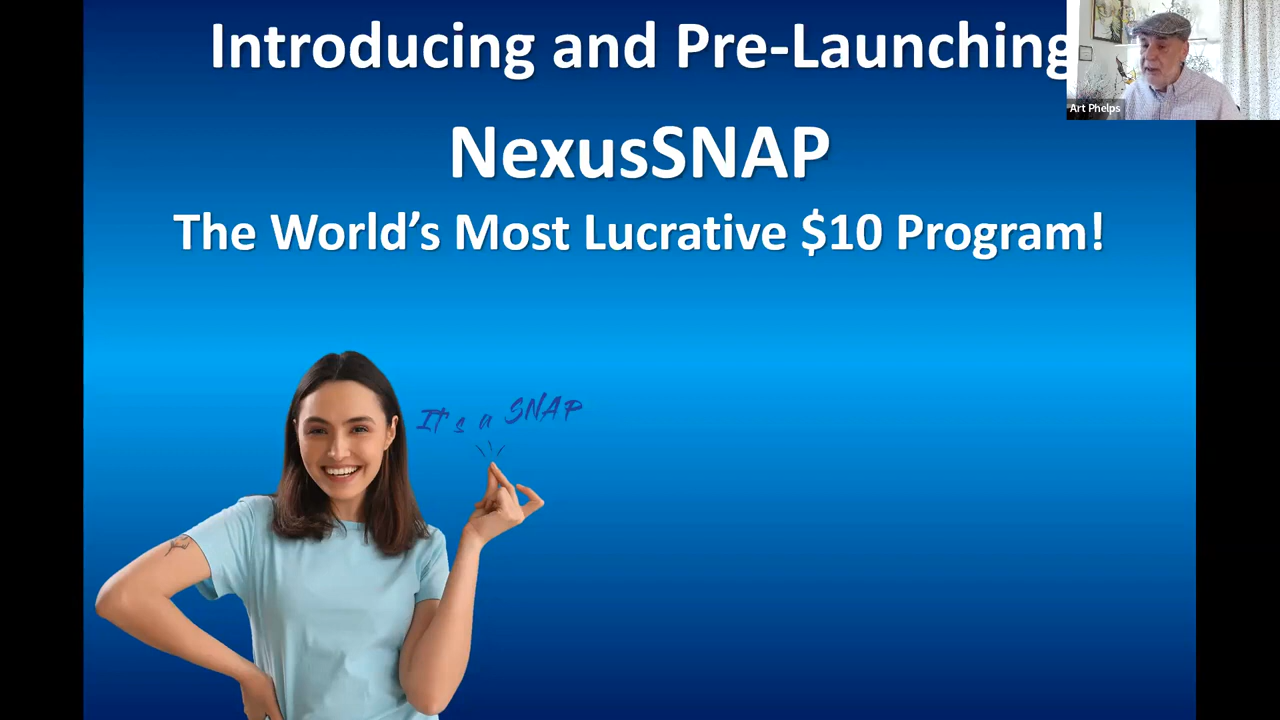 Introducing and Pre-Launching
NexusSNAP
The World's Most Lucrative $10 Program!
It's a SNAP
Art Phelps